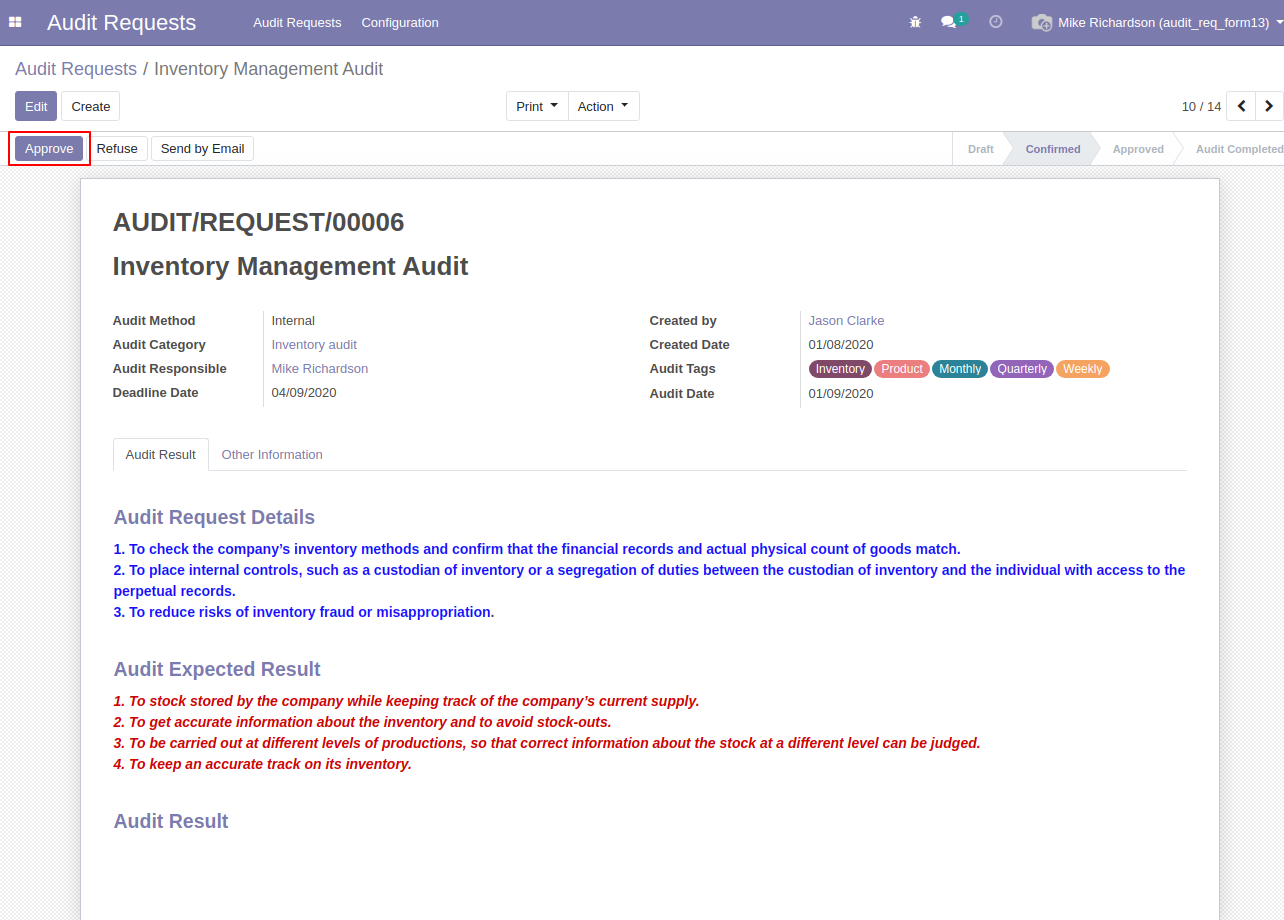 Audit Requests Audit Requests Configuration 1 Mike Richardson (audit_req_form13)
Audit Requests / Inventory Management Audit
Edit Create Print Action 10 / 14
Approve Refuse Send by Email Draft Confirmed Approved Audit Completed
AUDIT/REQUEST/00006
Inventory Management Audit
Audit Method Internal Created by Jason Clarke
Audit Category Inventory audit Created Date 01/08/2020
Audit Responsible Mike Richardson Audit Tags Inventory Product Monthly Quarterly Weekly
Deadline Date 04/09/2020 Audit Date 01/09/2020
Audit Result Other Information
Audit Request Details
1. To check the company’s inventory methods and confirm that the financial records and actual physical count of goods match.
2. To place internal controls, such as a custodian of inventory or a segregation of duties between the custodian of inventory and the individual with access to the
perpetual records.
3. To reduce risks of inventory fraud or misappropriation.
Audit Expected Result
1. To stock stored by the company while keeping track of the company’s current supply.
2. To get accurate information about the inventory and to avoid stock-outs.
3. To be carried out at different levels of productions, so that correct information about the stock at a different level can be judged.
4. To keep an accurate track on its inventory.
Audit Result